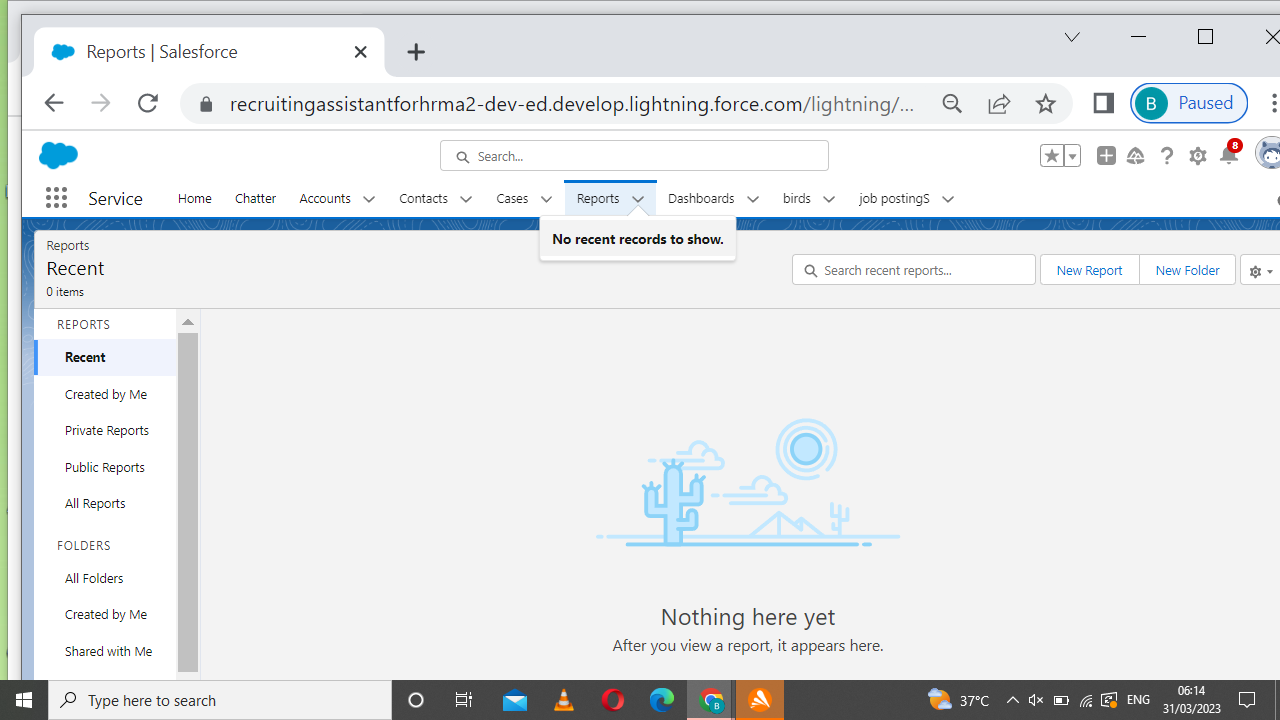 Reports | Salesforce
recruitingassistantforhrma2-dev-ed.develop.lightning.force.com/lightning/...
B Paused
Search...
8
Service Home Chatter Accounts Contacts Cases Reports Dashboards birds job postingS
No recent records to show.
Reports
Recent
0 items
Search recent reports...
New Report
New Folder
REPORTS
Recent
Created by Me
Private Reports
Public Reports
All Reports
FOLDERS
All Folders
Created by Me
Shared with Me
Nothing here yet
After you view a report, it appears here.
Type here to search
B
37°C
ENG
06:14
31/03/2023